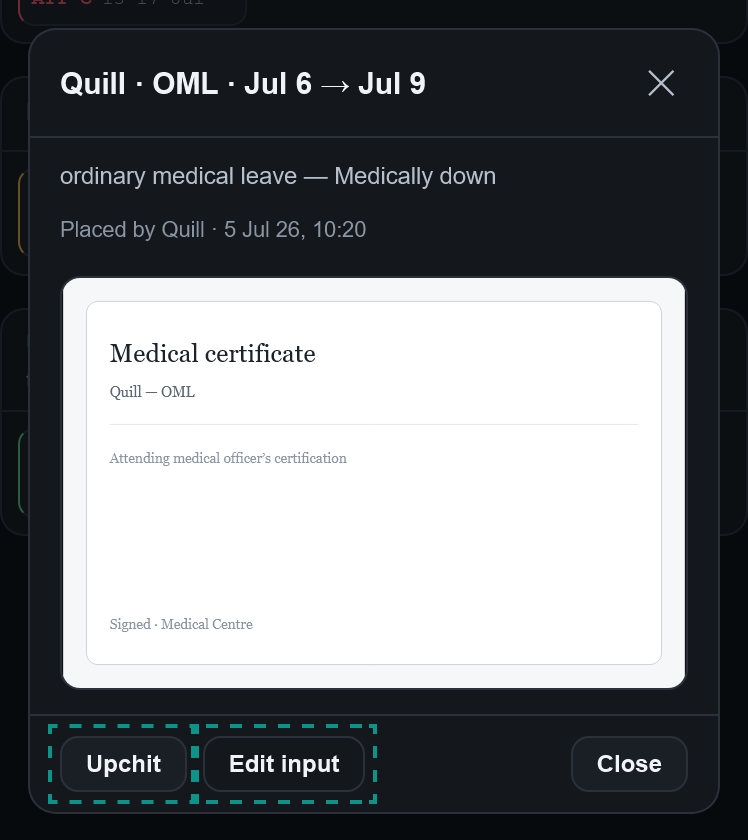 Quill · OML · Jul 6 → Jul 9
ordinary medical leave — Medically down
Placed by Quill · 5 Jul 26, 10:20
Medical certificate
Quill — OML
Attending medical officer's certification
Signed · Medical Centre
Upchit
Edit input
Close